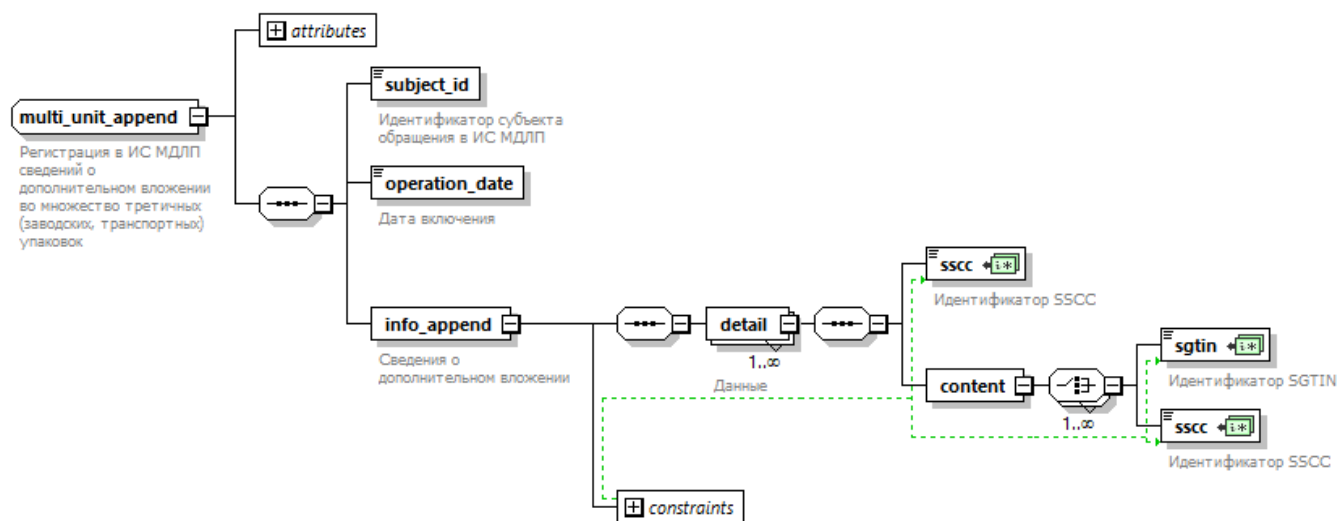 attributes
multi_unit_append
Регистрация в ИС МДЛП
сведений о
дополнительном вложении
во множество третичных
(заводских, транспортных)
упаковок
subject_id
Идентификатор субъекта
обращения в ИС МДЛП
operation_date
Дата включения
info_append
Сведения о
дополнительном вложении
detail
1..∞
Данные
sscc
Идентификатор SSCC
content
1..∞
sgtin
Идентификатор SGTIN
sscc
Идентификатор SSCC
constraints